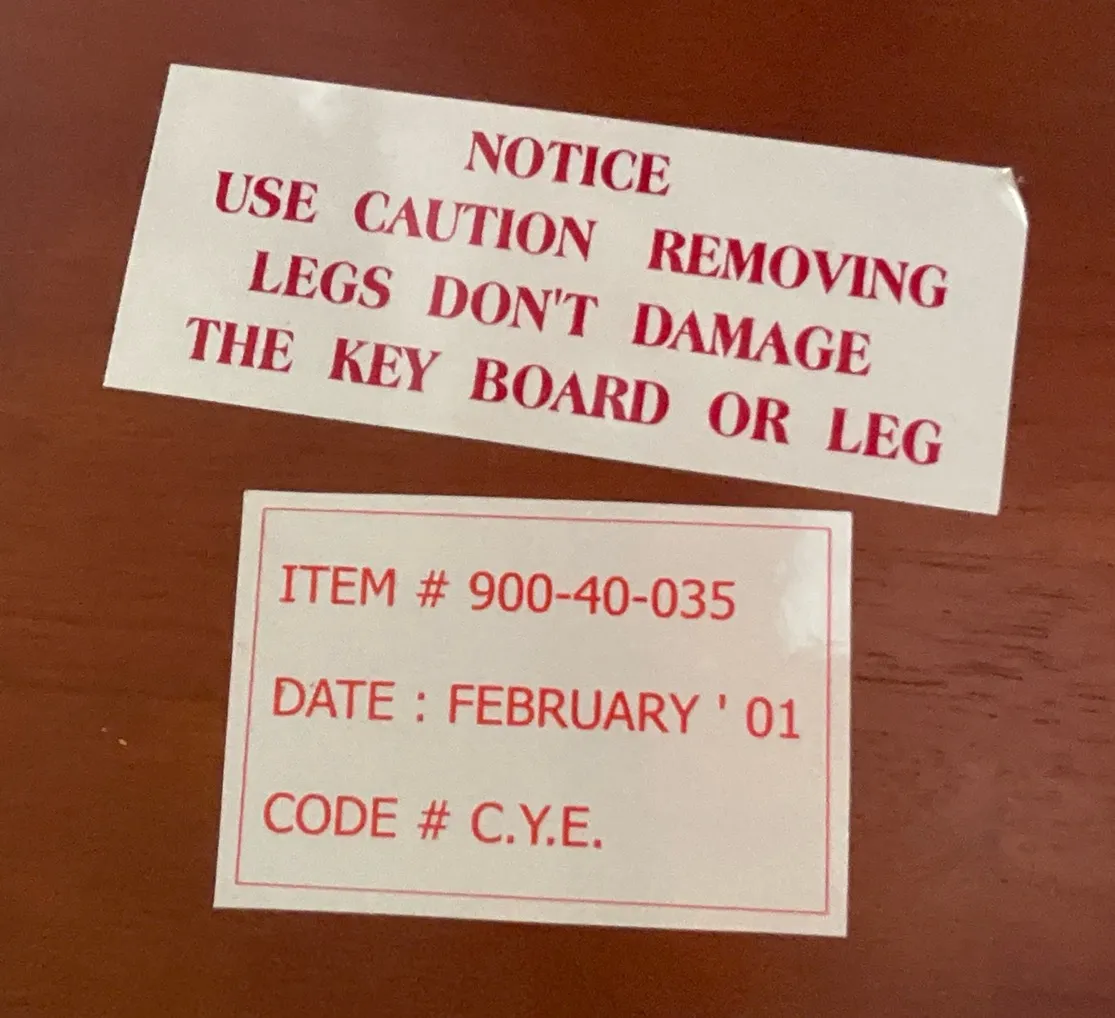 NOTICE
USE CAUTION REMOVING
LEGS DON'T DAMAGE
THE KEY BOARD OR LEG
ITEM # 900-40-035
DATE : FEBRUARY ' 01
CODE # C.Y.E.